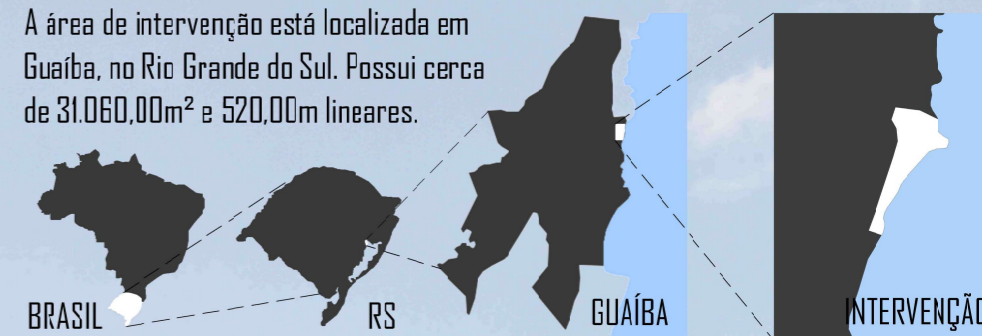 A área de intervenção está localizada em
Guaíba, no Rio Grande do Sul. Possui cerca
de 31.060,00m² e 520,00m lineares.
BRASIL
RS
GUAÍBA
INTERVENÇÃO